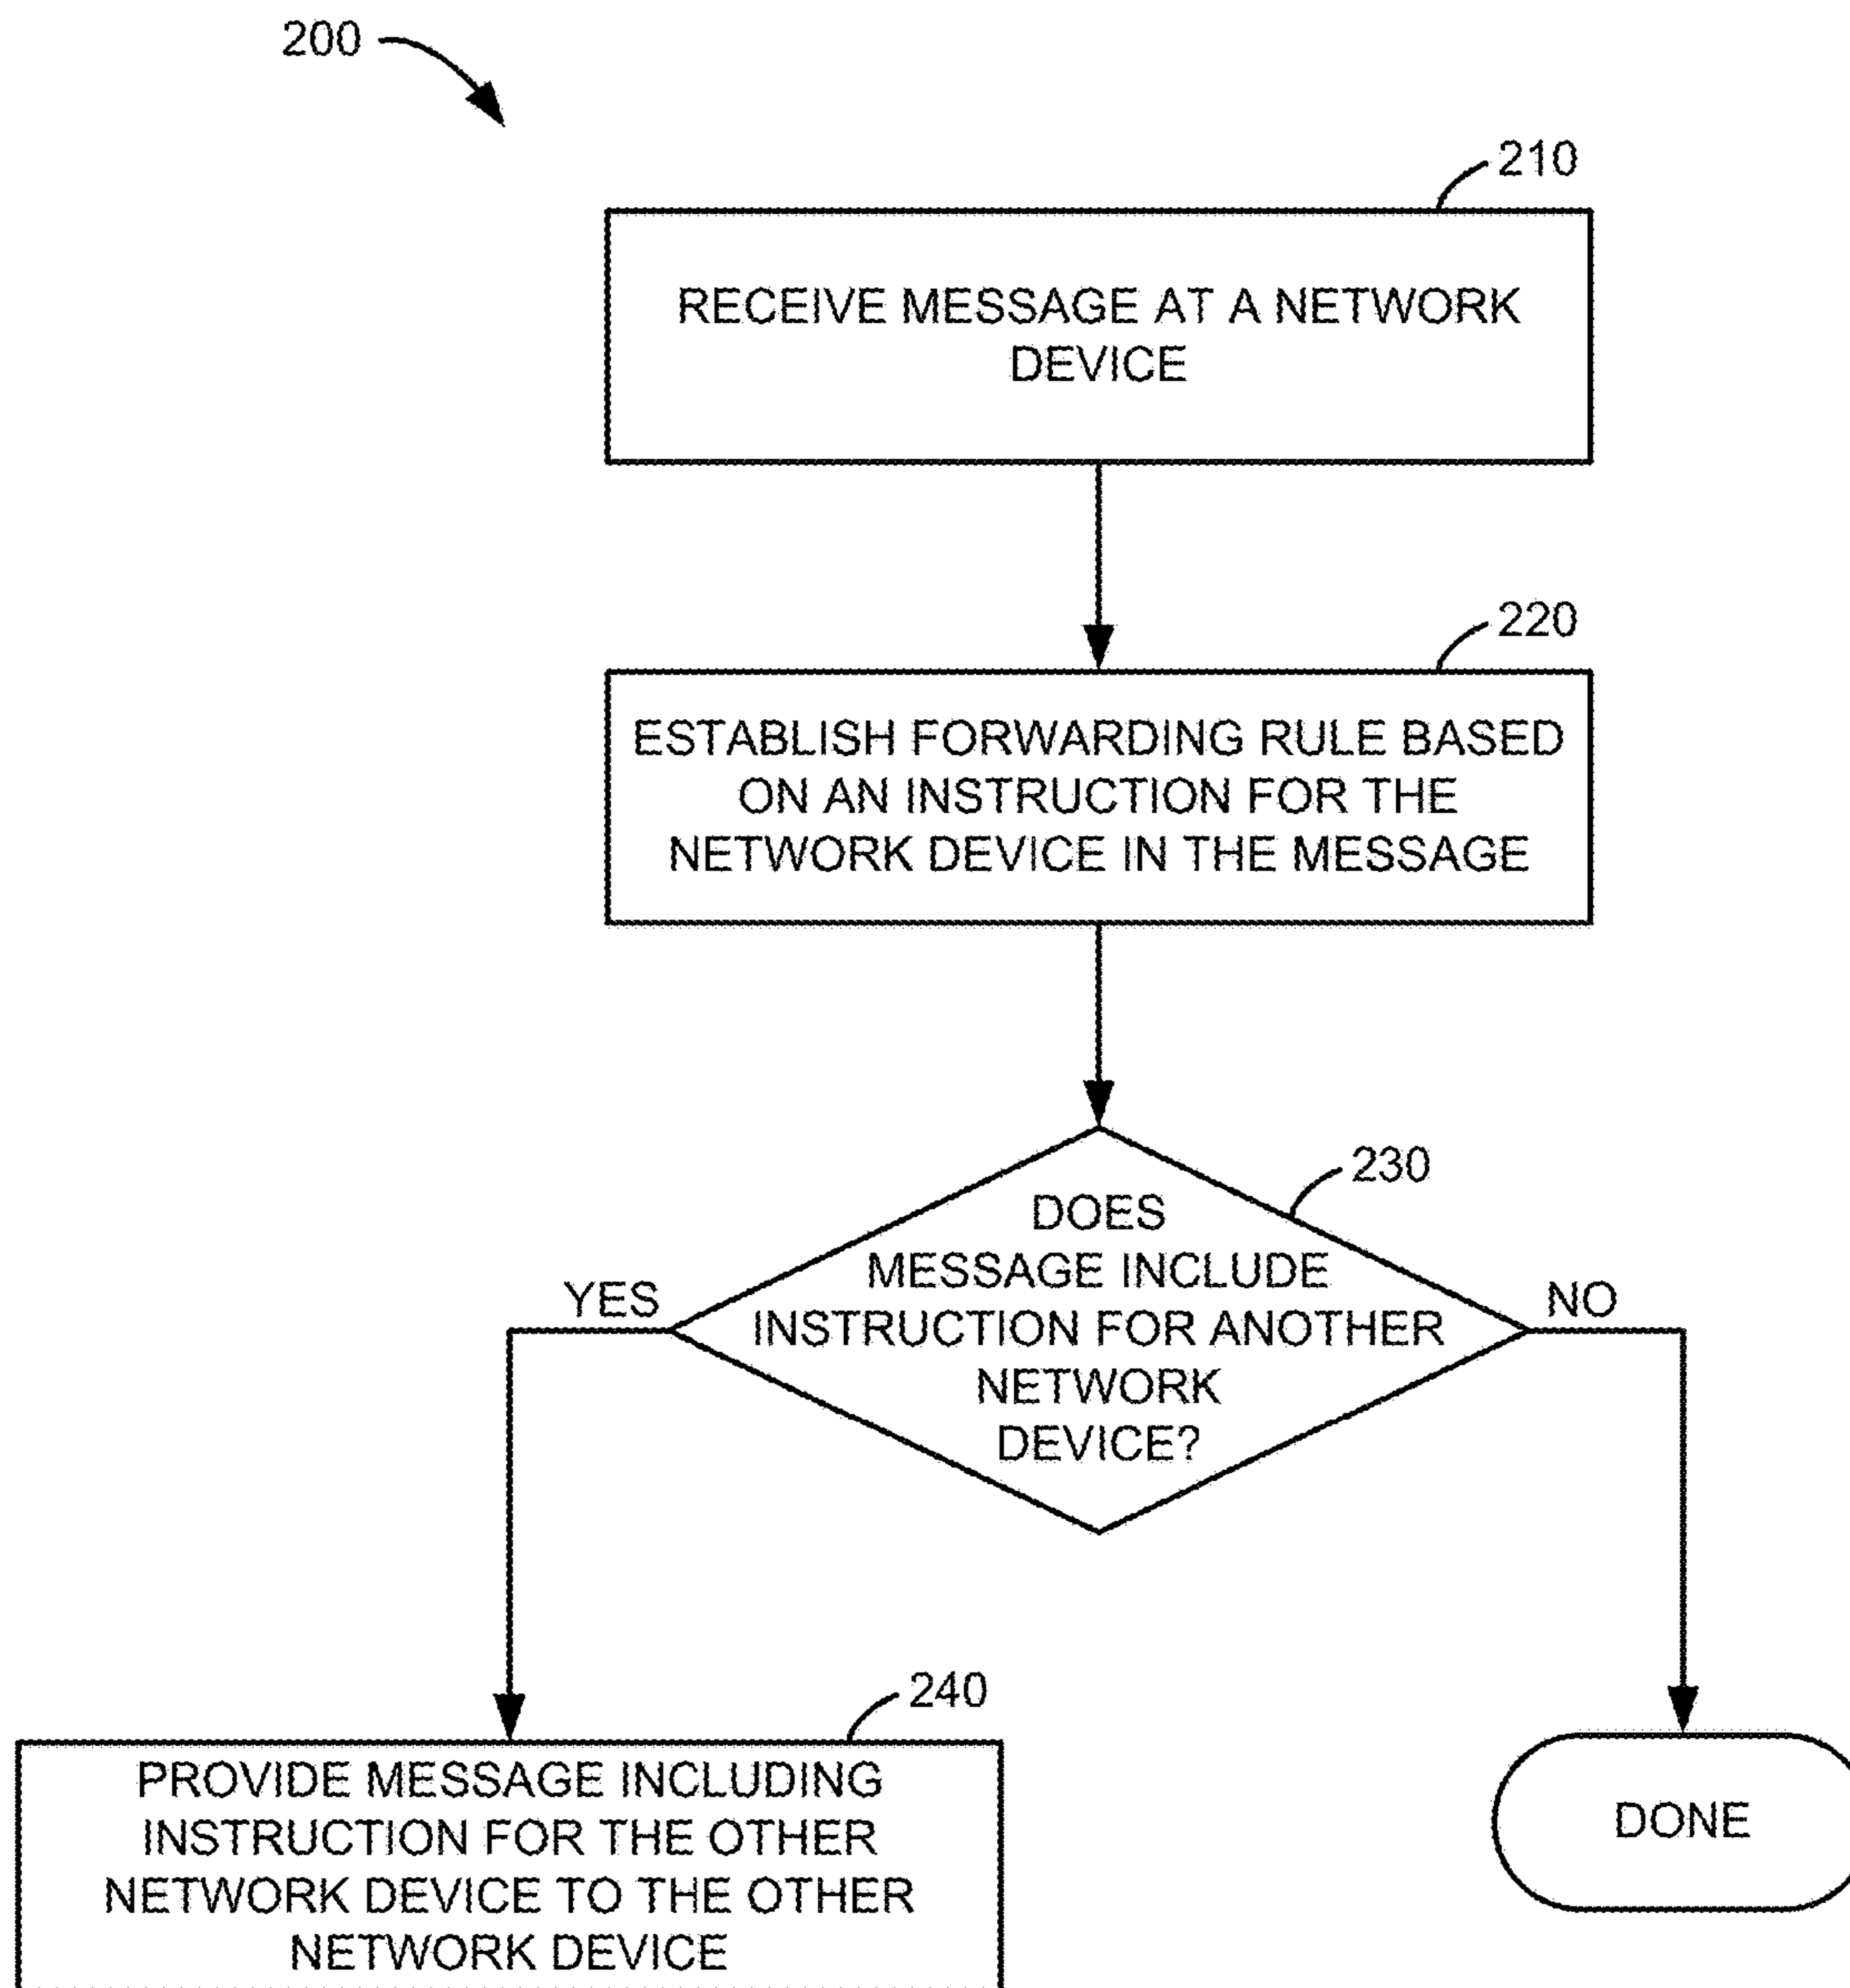 200
210
RECEIVE MESSAGE AT A NETWORK
DEVICE
220
ESTABLISH FORWARDING RULE BASED
ON AN INSTRUCTION FOR THE
NETWORK DEVICE IN THE MESSAGE
230
DOES
MESSAGE INCLUDE
INSTRUCTION FOR ANOTHER
NETWORK
DEVICE?
YES
NO
240
PROVIDE MESSAGE INCLUDING
INSTRUCTION FOR THE OTHER
NETWORK DEVICE TO THE OTHER
NETWORK DEVICE
DONE